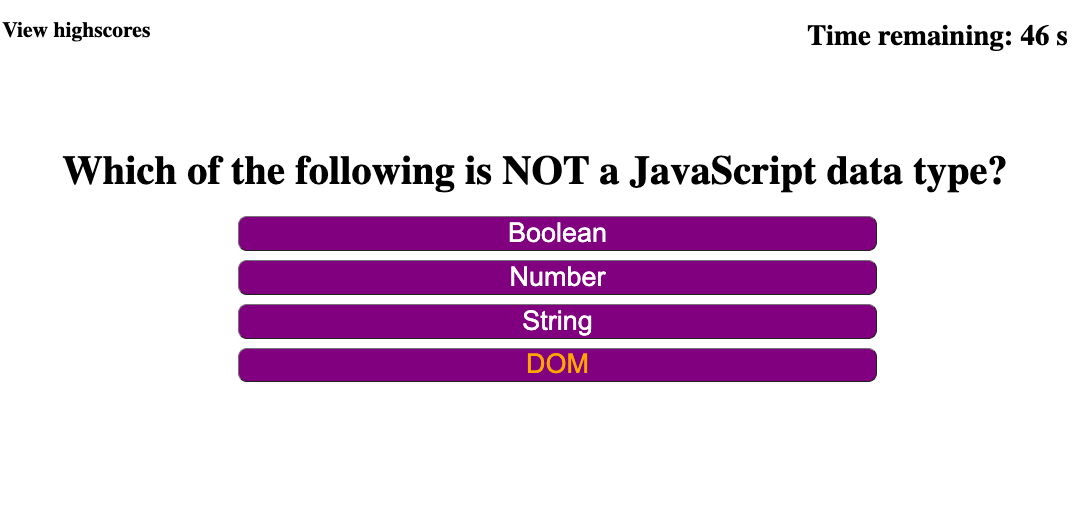 View highscores
Time remaining: 46 s
Which of the following is NOT a JavaScript data type?
Boolean
Number
String
DOM